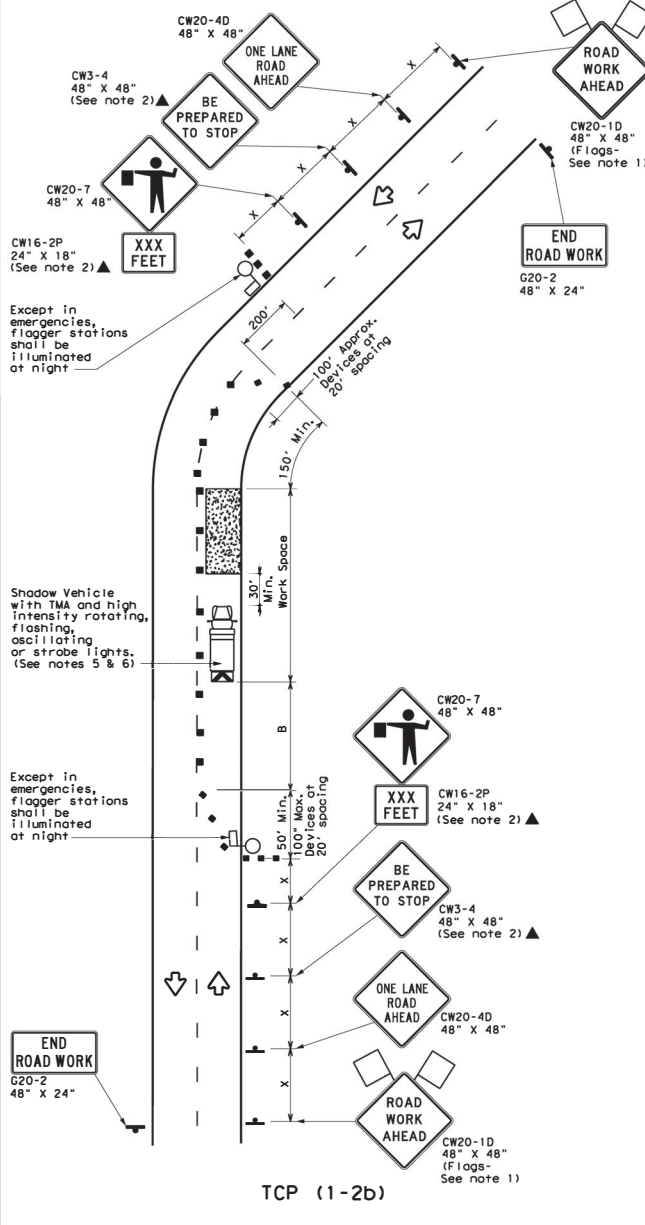 CW20-4D
48" X 48"
ONE LANE
ROAD
AHEAD
ROAD
WORK
AHEAD
CW20-1D
48" X 48"
(Flags-
See note 1)
CW3-4
48" X 48"
(See note 2) ▲
BE
PREPARED
TO STOP
X
X
X
X
CW20-7
48" X 48"
XXX
FEET
CW16-2P
24" X 18"
(See note 2) ▲
END
ROAD WORK
G20-2
48" X 24"
Except in
emergencies,
flagger stations
shall be
illuminated
at night
200'
100' Approx.
Devices at
20' spacing
150' Min.
Work Space
30'
Min.
Shadow Vehicle
with TMA and high
intensity rotating,
flashing,
oscillating
or strobe lights.
(See notes 5 & 6)
B
CW20-7
48" X 48"
XXX
FEET
CW16-2P
24" X 18"
(See note 2) ▲
Except in
emergencies,
flagger stations
shall be
illuminated
at night
50' Min.
100" Max.
Devices at
20' spacing
X
X
X
X
BE
PREPARED
TO STOP
CW3-4
48" X 48"
(See note 2) ▲
ONE LANE
ROAD
AHEAD
CW20-4D
48" X 48"
END
ROAD WORK
G20-2
48" X 24"
ROAD
WORK
AHEAD
CW20-1D
48" X 48"
(Flags-
See note 1)
TCP (1-2b)